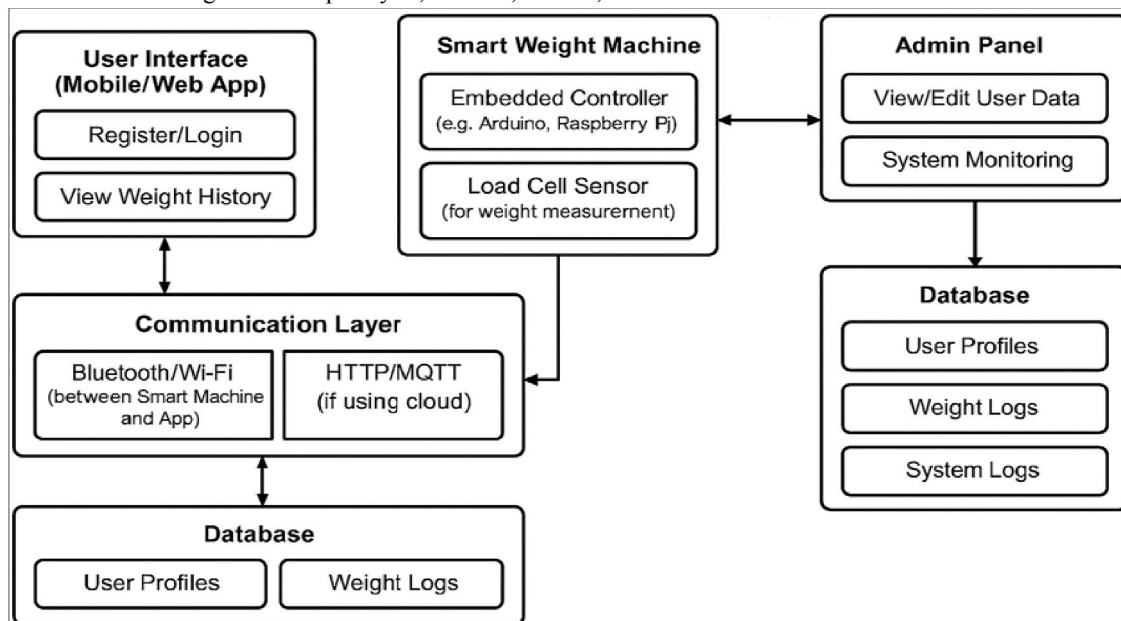 User Interface
(Mobile/Web App)
Register/Login
View Weight History
Smart Weight Machine
Embedded Controller
(e.g. Arduino, Raspberry Pj)
Load Cell Sensor
(for weight measurernent)
Admin Panel
View/Edit User Data
System Monitoring
Communication Layer
Bluetooth/Wi-Fi
(between Smart Machine
and App)
HTTP/MQTT
(if using cloud)
Database
User Profiles
Weight Logs
System Logs
Database
User Profiles
Weight Logs